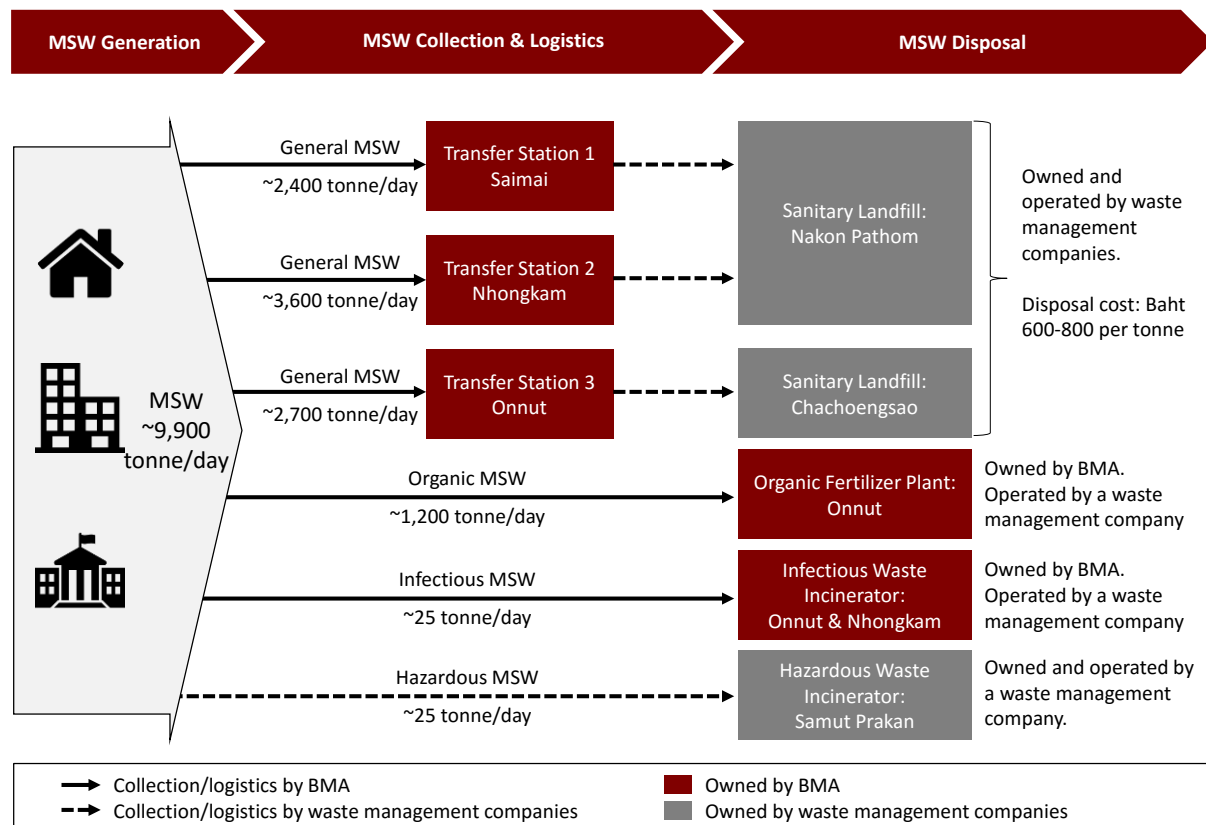 MSW Generation
MSW Collection & Logistics
MSW Disposal
General MSW
~2,400 tonne/day
Transfer Station 1
Saimai
General MSW
~3,600 tonne/day
Transfer Station 2
Nhongkam
Sanitary Landfill:
Nakon Pathom
General MSW
~2,700 tonne/day
Transfer Station 3
Onnut
Sanitary Landfill:
Chachoengsao
Owned and
operated by waste
management
companies.
Disposal cost: Baht
600-800 per tonne
MSW
~9,900
tonne/day
Organic MSW
~1,200 tonne/day
Organic Fertilizer Plant:
Onnut
Owned by BMA.
Operated by a waste
management company
Infectious MSW
~25 tonne/day
Infectious Waste
Incinerator:
Onnut & Nhongkam
Owned by BMA.
Operated by a waste
management company
Hazardous MSW
~25 tonne/day
Hazardous Waste
Incinerator:
Samut Prakan
Owned and operated by
a waste management
company.
Collection/logistics by BMA
Collection/logistics by waste management companies
Owned by BMA
Owned by waste management companies